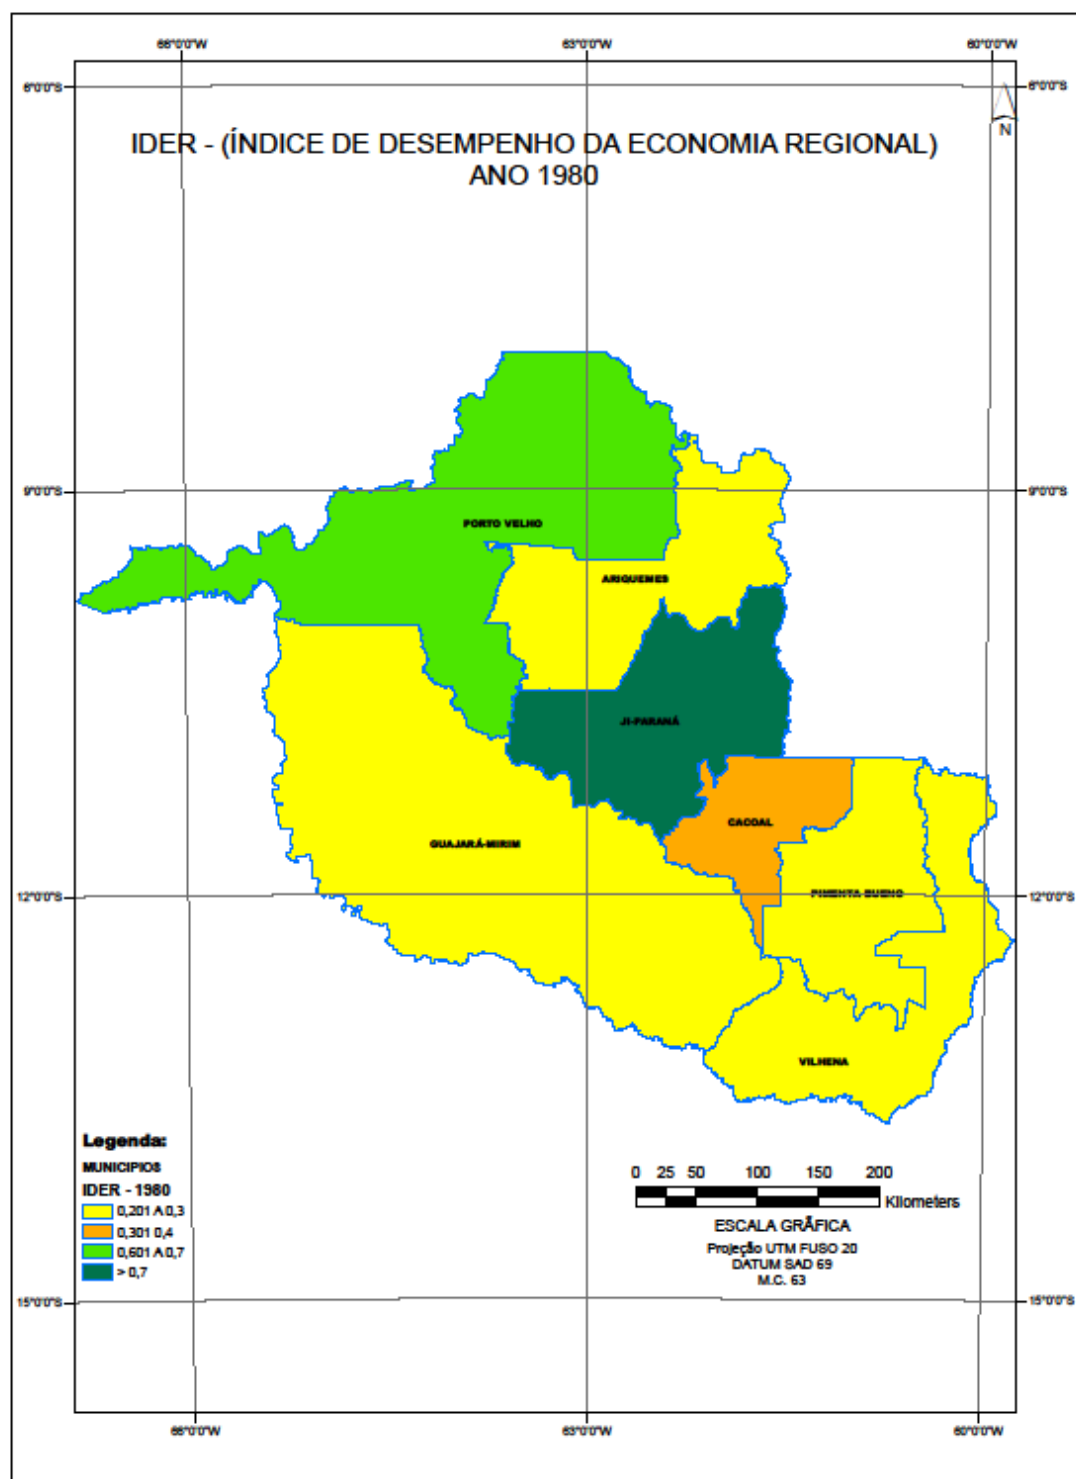 66°0'0"W 63°0'0"W 60°0'0"W
6°0'0"S 6°0'0"S
N
IDER - (ÍNDICE DE DESEMPENHO DA ECONOMIA REGIONAL)
ANO 1980
9°0'0"S 9°0'0"S
PORTO VELHO
ARIQUEMES
JI-PARANÁ
CACOAL
GUAJARÁ-MIRIM
PIMENTA BUENO
12°0'0"S 12°0'0"S
VILHENA
Legenda:
MUNICIPIOS
IDER - 1980
0,201 A 0,3
0,301 0,4
0,601 A 0,7
> 0,7
0 25 50 100 150 200
Kilometers
ESCALA GRÃFICA
Projeção UTM FUSO 20
DATUM SAD 69
M.C. 63
15°0'0"S 15°0'0"S
66°0'0"W 63°0'0"W 60°0'0"W